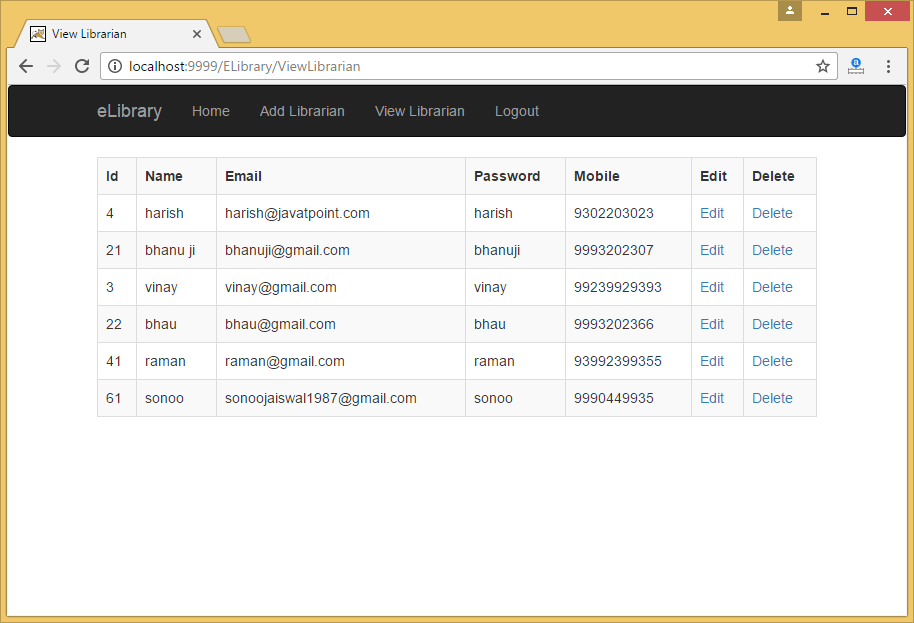 View Librarian
localhost:9999/ELibrary/ViewLibrarian
eLibrary Home Add Librarian View Librarian Logout
Id Name Email Password Mobile Edit Delete
4 harish harish@javatpoint.com harish 9302203023 Edit Delete
21 bhanu ji bhanuji@gmail.com bhanuji 9993202307 Edit Delete
3 vinay vinay@gmail.com vinay 99239929393 Edit Delete
22 bhau bhau@gmail.com bhau 9993202366 Edit Delete
41 raman raman@gmail.com raman 93992399355 Edit Delete
61 sonoo sonoojaiswal1987@gmail.com sonoo 9990449935 Edit Delete